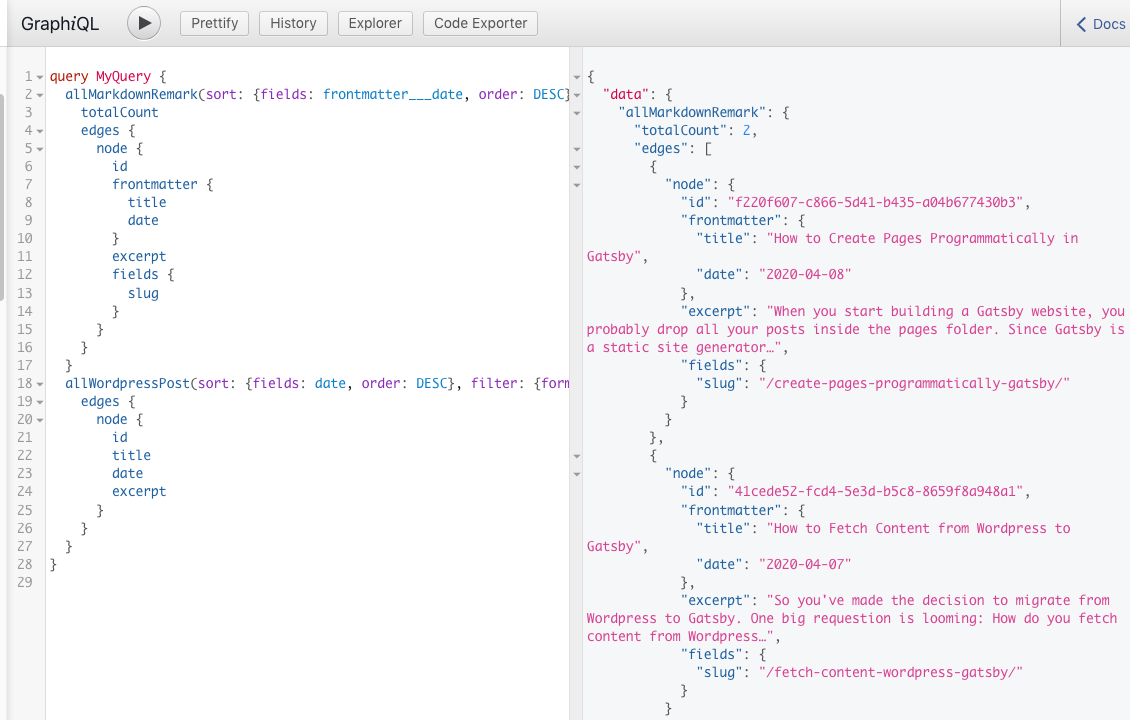 GraphiQL
Prettify
History
Explorer
Code Exporter
Docs
1 query MyQuery {
2 allMarkdownRemark(sort: {fields: frontmatter___date, order: DESC}
3 totalCount
4 edges {
5 node {
6 id
7 frontmatter {
8 title
9 date
10 }
11 excerpt
12 fields {
13 slug
14 }
15 }
16 }
17 }
18 allWordpressPost(sort: {fields: date, order: DESC}, filter: {form
19 edges {
20 node {
21 id
22 title
23 date
24 excerpt
25 }
26 }
27 }
28 }
29
{
"data": {
"allMarkdownRemark": {
"totalCount": 2,
"edges": [
{
"node": {
"id": "f220f607-c866-5d41-b435-a04b677430b3",
"frontmatter": {
"title": "How to Create Pages Programmatically in
Gatsby",
"date": "2020-04-08"
},
"excerpt": "When you start building a Gatsby website, you
probably drop all your posts inside the pages folder. Since Gatsby is
a static site generator…",
"fields": {
"slug": "/create-pages-programmatically-gatsby/"
}
}
},
{
"node": {
"id": "41cede52-fcd4-5e3d-b5c8-8659f8a948a1",
"frontmatter": {
"title": "How to Fetch Content from Wordpress to
Gatsby",
"date": "2020-04-07"
},
"excerpt": "So you've made the decision to migrate from
Wordpress to Gatsby. One big requestion is looming: How do you fetch
content from Wordpress…",
"fields": {
"slug": "/fetch-content-wordpress-gatsby/"
}
}